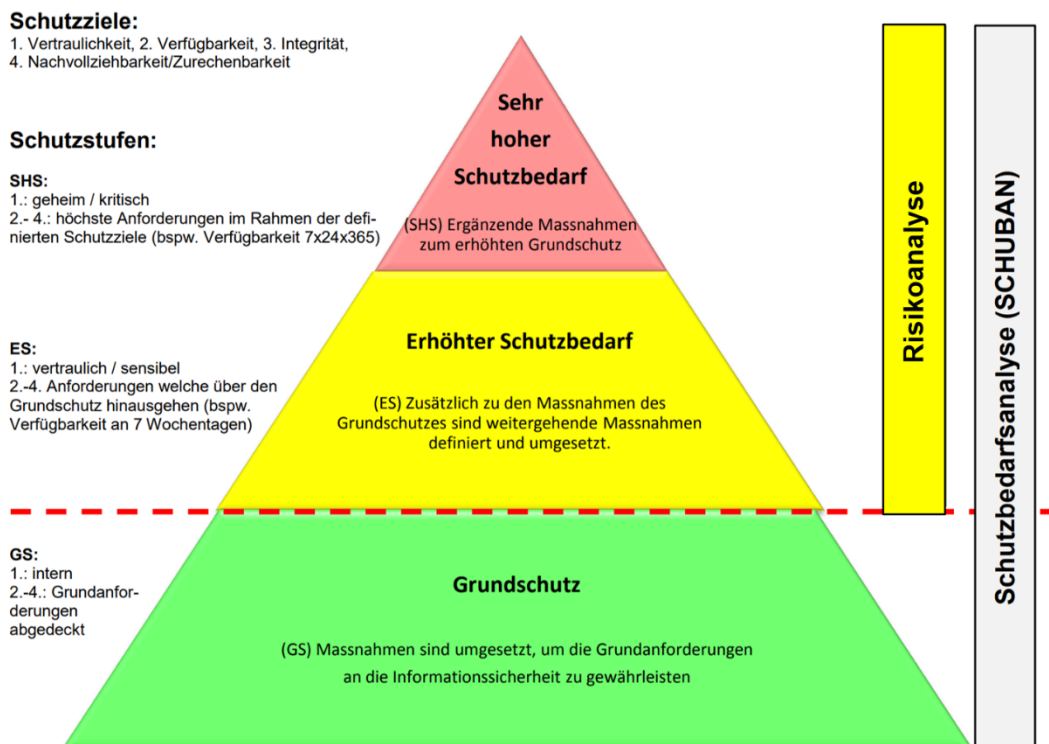 Schutzziele:
1. Vertraulichkeit, 2. Verfügbarkeit, 3. Integrität,
4. Nachvollziehbarkeit/Zurechenbarkeit
Schutzstufen:
SHS:
1.: geheim / kritisch
2.- 4.: höchste Anforderungen im Rahmen der defi-
nierten Schutzziele (bspw. Verfügbarkeit 7x24x365)
ES:
1.: vertraulich / sensibel
2.-4. Anforderungen welche über den
Grundschutz hinausgehen (bspw.
Verfügbarkeit an 7 Wochentagen)
GS:
1.: intern
2.-4.: Grundanfor-
derungen
abgedeckt
Sehr
hoher
Schutzbedarf
(SHS) Ergänzende Massnahmen
zum erhöhten Grundschutz
Erhöhter Schutzbedarf
(ES) Zusätzlich zu den Massnahmen des
Grundschutzes sind weitergehende Massnahmen
definiert und umgesetzt.
Grundschutz
(GS) Massnahmen sind umgesetzt, um die Grundanforderungen
an die Informationssicherheit zu gewährleisten
Risikoanalyse
Schutzbedarfsanalyse (SCHUBAN)